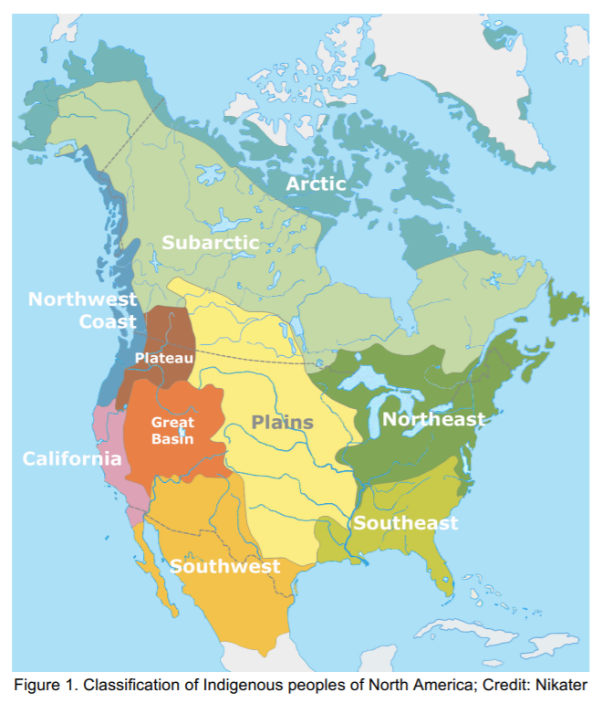 Arctic
Subarctic
Northwest
Coast
Plateau
Great
Basin
Plains
Northeast
California
Southeast
Southwest
Figure 1. Classification of Indigenous peoples of North America; Credit: Nikater